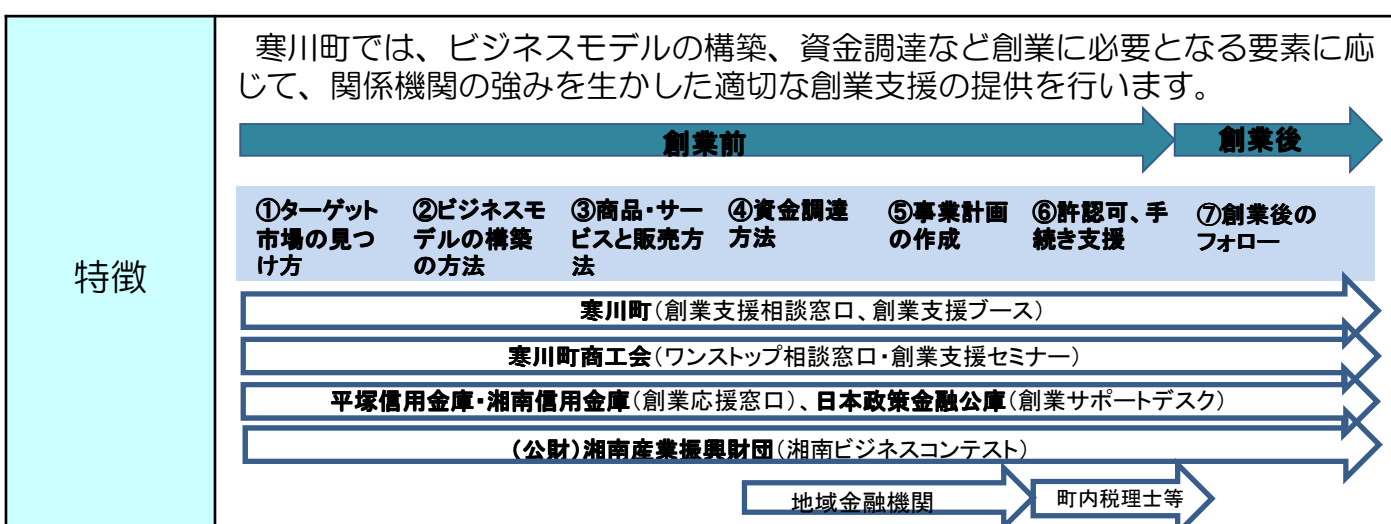 特徴
寒川町では、ビジネスモデルの構築、資金調達など創業に必要となる要素に応
じて、関係機関の強みを生かした適切な創業支援の提供を行います。
創業前
創業後
①ターゲット
市場の見つ
け方
②ビジネスモ
デルの構築
の方法
③商品・サー
ビスと販売方
法
④資金調達
方法
⑤事業計画
の作成
⑥許認可、手
続き支援
⑦創業後の
フォロー
寒川町（創業支援相談窓口、創業支援ブース）
寒川町商工会（ワンストップ相談窓口・創業支援セミナー）
平塚信用金庫・湘南信用金庫（創業応援窓口）、日本政策金融公庫（創業サポートデスク）
（公財）湘南産業振興財団（湘南ビジネスコンテスト）
地域金融機関
町内税理士等